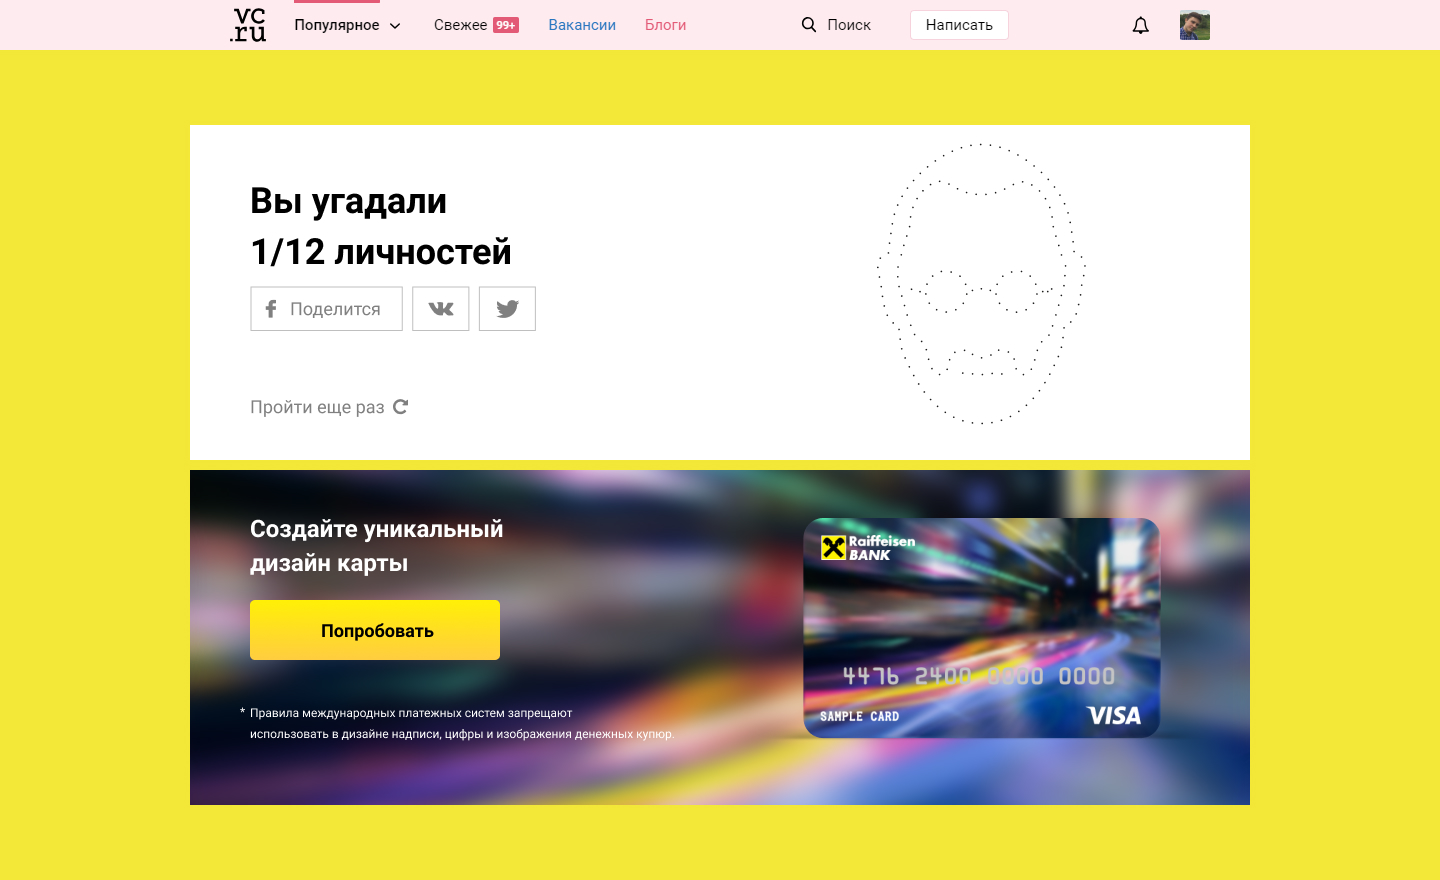 vc
.ru
Популярное
Свежее 99+
Вакансии
Блоги
Поиск
Написать
Вы угадали
1/12 личностей
Поделится
Пройти еще раз
Создайте уникальный
дизайн карты
Попробовать
* Правила международных платежных систем запрещают
использовать в дизайне надписи, цифры и изображения денежных купюр.
Raiffeisen
BANK
4476 2400 0000 0000
SAMPLE CARD
VISA